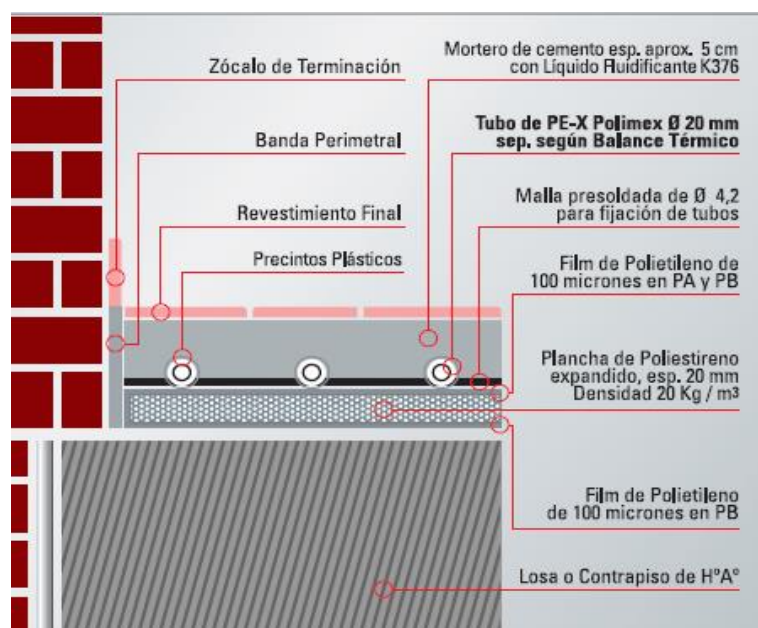 Zócalo de Terminación
Banda Perimetral
Revestimiento Final
Precintos Plásticos
Mortero de cemento esp. aprox. 5 cm
con Líquido Fluidificante K376
Tubo de PE-X Polimex Ø 20 mm
sep. según Balance Térmico
Malla presoldada de Ø 4,2
para fijación de tubos
Film de Polietileno de
100 micrones en PA y PB
Plancha de Poliestireno
expandido, esp. 20 mm
Densidad 20 Kg / m³
Film de Polietileno
de 100 micrones en PB
Losa o Contrapiso de H°A°